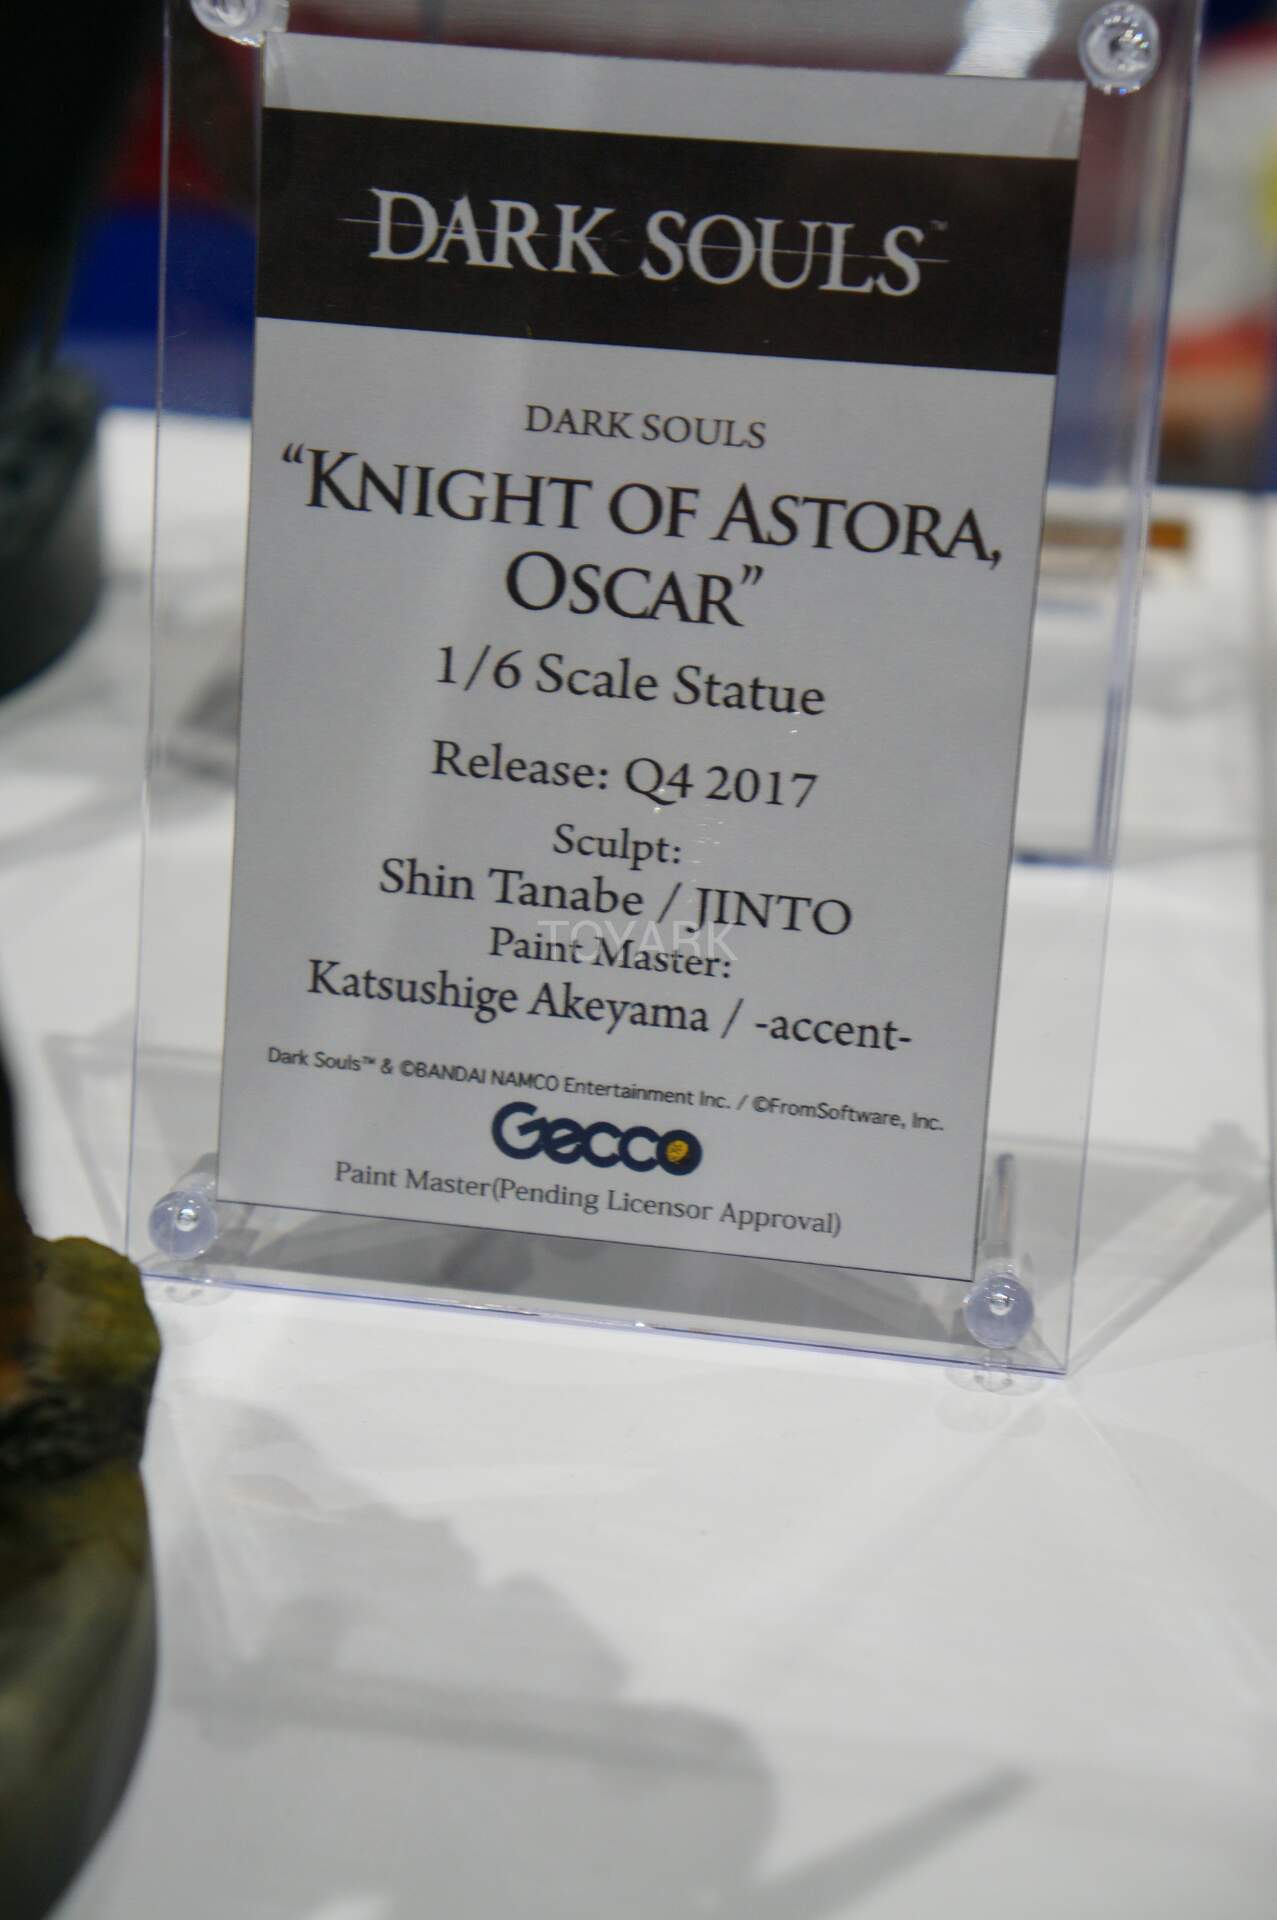 DARK SOULS™
DARK SOULS
“KNIGHT OF ASTORA,
OSCAR”
1/6 Scale Statue
Release: Q4 2017
Sculpt:
Shin Tanabe / JINTO
TOYARK
Paint Master:
Katsushige Akeyama / -accent-
Dark Souls™ & ©BANDAI NAMCO Entertainment Inc. / ©FromSoftware, Inc.
Gecco
Paint Master(Pending Licensor Approval)